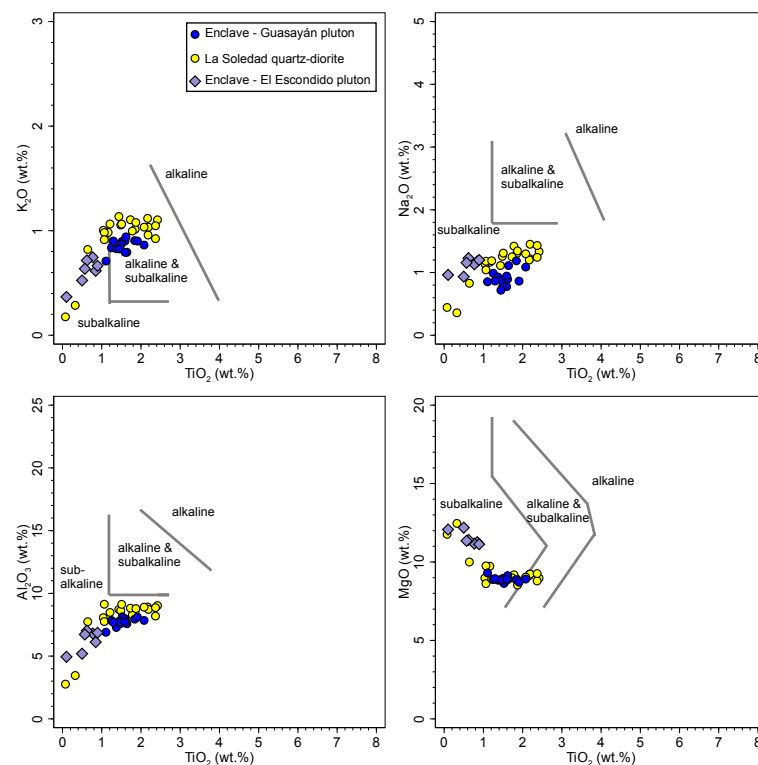 Enclave - Guasayán pluton
La Soledad quartz-diorite
Enclave - El Escondido pluton
alkaline
alkaline &
subalkaline
subalkaline
K₂O (wt.%)
0 1 2 3
0 1 2 3 4 5 6 7 8
TiO₂ (wt.%)
alkaline
alkaline &
subalkaline
subalkaline
Na₂O (wt.%)
0 1 2 3 4 5
0 1 2 3 4 5 6 7 8
TiO₂ (wt.%)
alkaline
alkaline &
subalkaline
sub-
alkaline
Al₂O₃ (wt.%)
0 5 10 15 20 25
0 1 2 3 4 5 6 7 8
TiO₂ (wt.%)
alkaline
subalkaline
alkaline &
subalkaline
MgO (wt.%)
0 5 10 15 20
0 1 2 3 4 5 6 7 8
TiO₂ (wt.%)